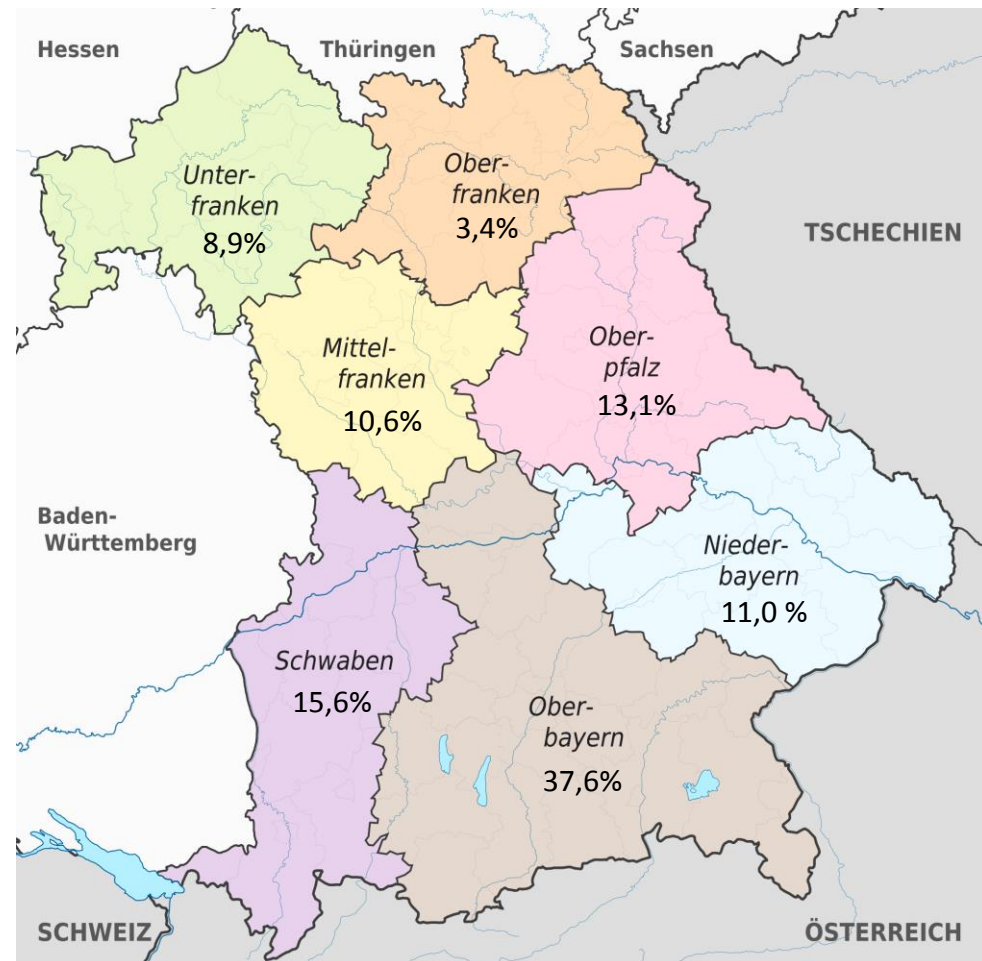 Hessen
Thüringen
Sachsen
Unter-
franken
8,9%
Ober-
franken
3,4%
TSCHECHIEN
Mittel-
franken
10,6%
Ober-
pfalz
13,1%
Baden-
Württemberg
Nieder-
bayern
11,0 %
Schwaben
15,6%
Ober-
bayern
37,6%
SCHWEIZ
ÖSTERREICH